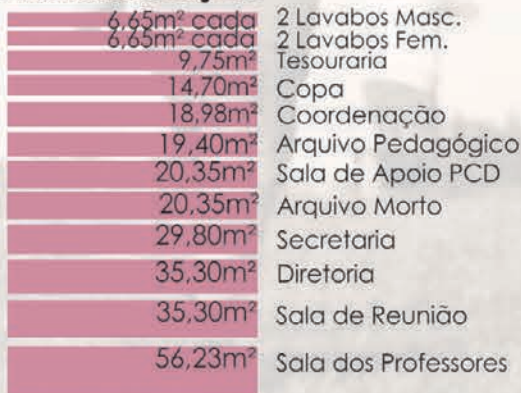 6,65m² cada 2 Lavabos Masc.
6,65m² cada 2 Lavabos Fem.
9,75m² Tesouraria
14,70m² Copa
18,98m² Coordenação
19,40m² Arquivo Pedagógico
20,35m² Sala de Apoio PCD
20,35m² Arquivo Morto
29,80m² Secretaria
35,30m² Diretoria
35,30m² Sala de Reunião
56,23m² Sala dos Professores